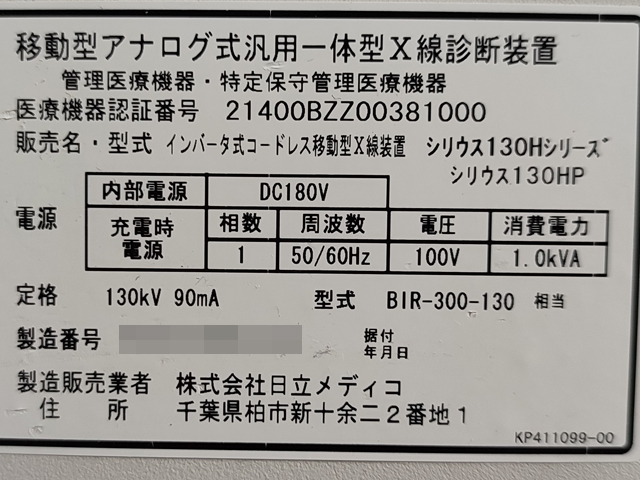 移動型アナログ式汎用一体型X線診断装置
管理医療機器・特定保守管理医療機器
医療機器認証番号 21400BZZ00381000
販売名・型式 インバータ式コードレス移動型X線装置 シリウス130Hシリーズ
シリウス130HP
電源
内部電源 DC180V
充電時電源 相数 周波数 電圧 消費電力
1 50/60Hz 100V 1.0kVA
定格 130kV 90mA 型式 BIR-300-130 相当
製造番号 据付年月日
製造販売業者 株式会社日立メディコ
住所 千葉県柏市新十余二2番地1
KP411099-00